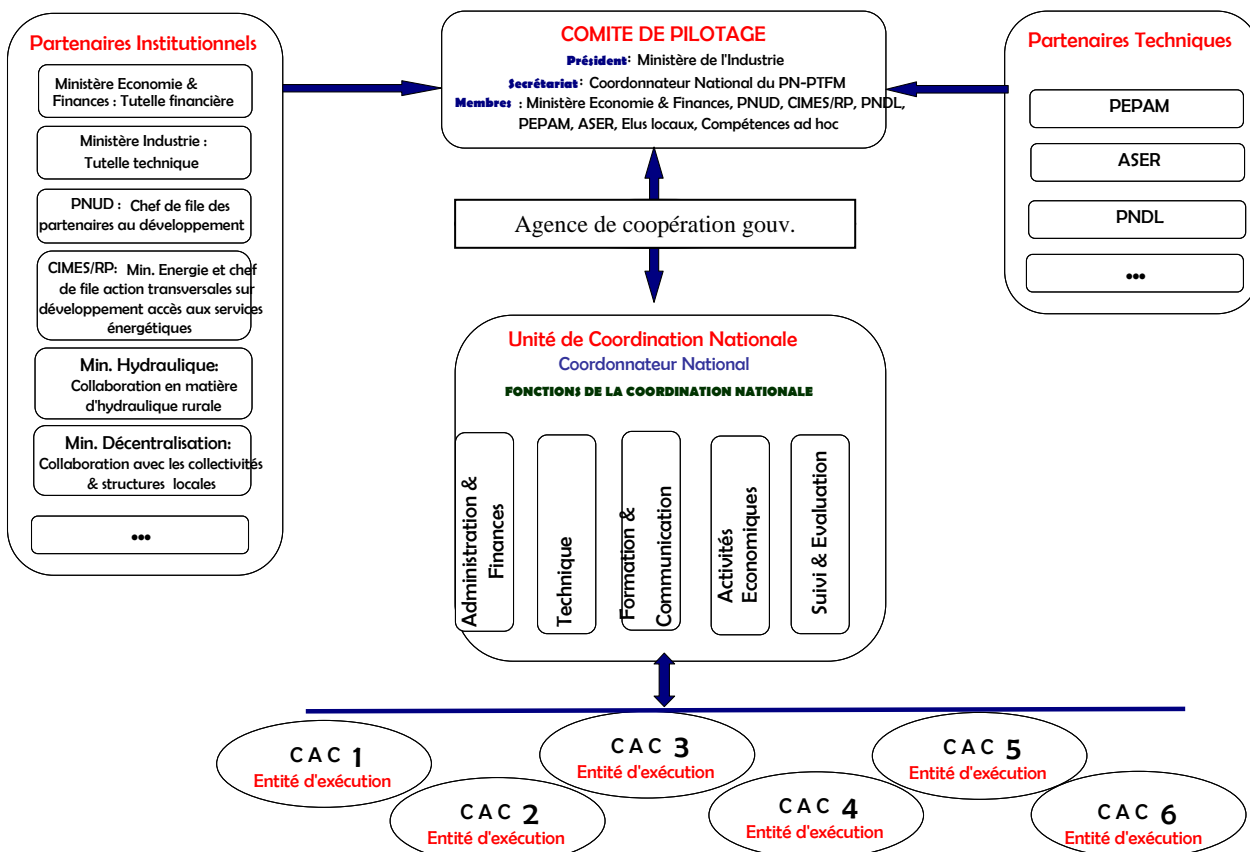 Partenaires Institutionnels
Ministère Economie &
Finances : Tutelle financière
Ministère Industrie :
Tutelle technique
PNUD : Chef de file des
partenaires au développement
CIMES/RP: Min. Energie et chef
de file action transversales sur
développement accès aux services
énergétiques
Min. Hydraulique:
Collaboration en matière
d'hydraulique rurale
Min. Décentralisation:
Collaboration avec les collectivités
& structures locales
...
COMITE DE PILOTAGE
Président: Ministère de l'Industrie
Secrétariat: Coordonnateur National du PN-PTFM
Membres : Ministère Economie & Finances, PNUD, CIMES/RP, PNDL,
PEPAM, ASER, Elus locaux, Compétences ad hoc
Partenaires Techniques
PEPAM
ASER
PNDL
...
Agence de coopération gouv.
Unité de Coordination Nationale
Coordonnateur National
FONCTIONS DE LA COORDINATION NATIONALE
Administration &
Finances
Technique
Formation &
Communication
Activités
Economiques
Suivi & Evaluation
CAC 1
Entité d'exécution
CAC 2
Entité d'exécution
CAC 3
Entité d'exécution
CAC 4
Entité d'exécution
CAC 5
Entité d'exécution
CAC 6
Entité d'exécution